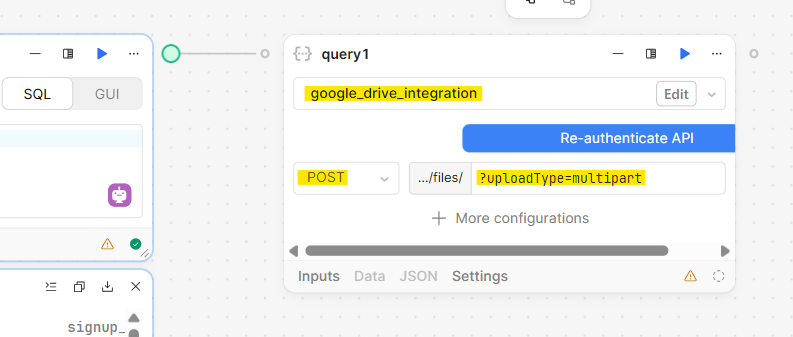 query1
SQL GUI
google_drive_integration Edit
Re-authenticate API
POST .../files/ ?uploadType=multipart
More configurations
Inputs Data JSON Settings
signup_